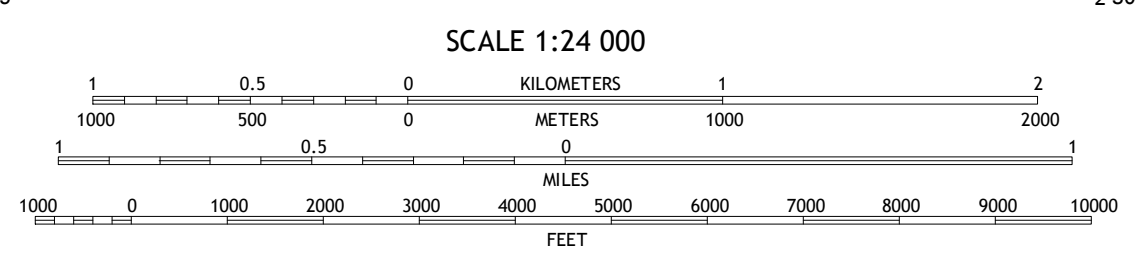 SCALE 1:24 000
1 0.5 0 KILOMETERS 1 2
1000 500 0 METERS 1000 2000
1 0.5 0 1
MILES
1000 0 1000 2000 3000 4000 5000 6000 7000 8000 9000 10000
FEET